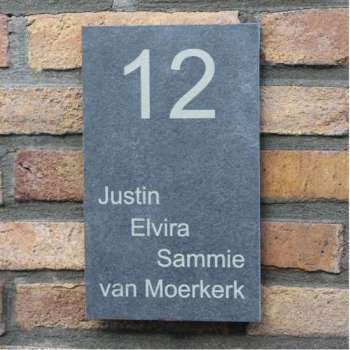 12
Justin
Elvira
Sammie
van Moerkerk